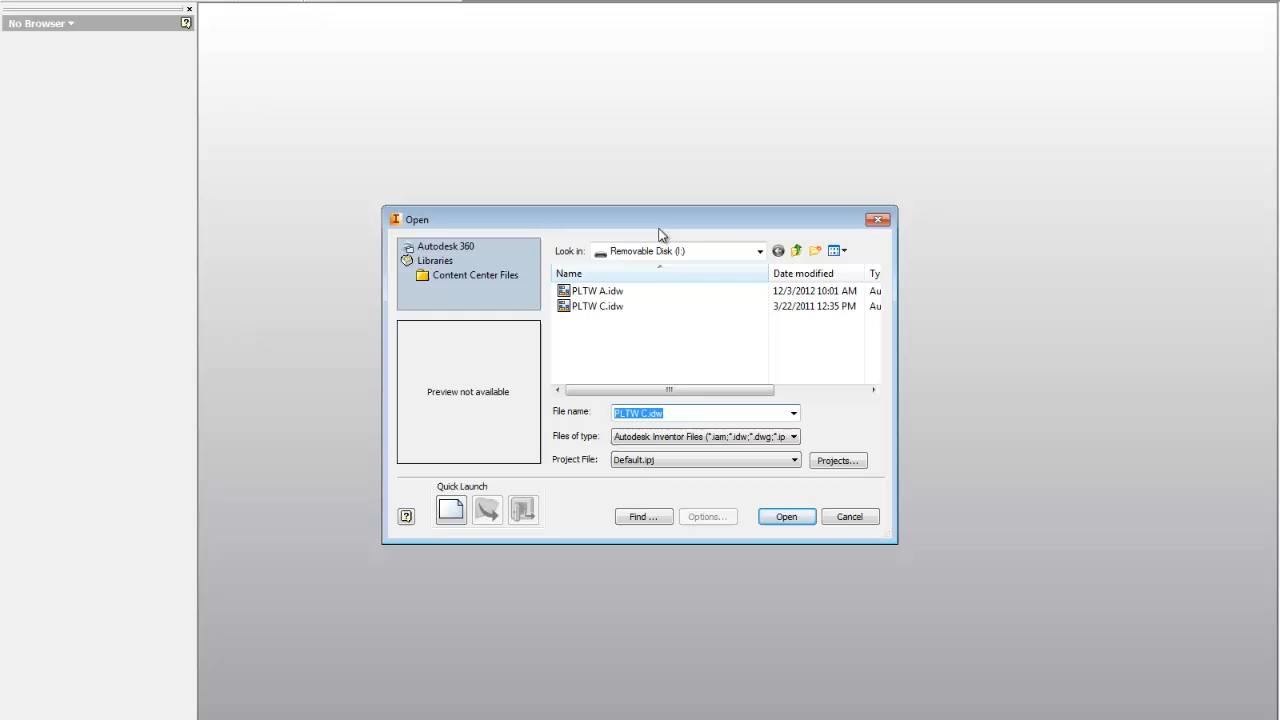 No Browser
Open
Autodesk 360
Libraries
Content Center Files
Look in: Removable Disk (I:)
Name Date modified Ty
PLTW A.idw 12/3/2012 10:01 AM Au
PLTW C.idw 3/22/2011 12:35 PM Au
Preview not available
File name: PLTW C.idw
Files of type: Autodesk Inventor Files (*.iam;*.idw;*.dwg;*.ip
Project File: Default.ipj Projects...
Quick Launch
Find ... Options... Open Cancel